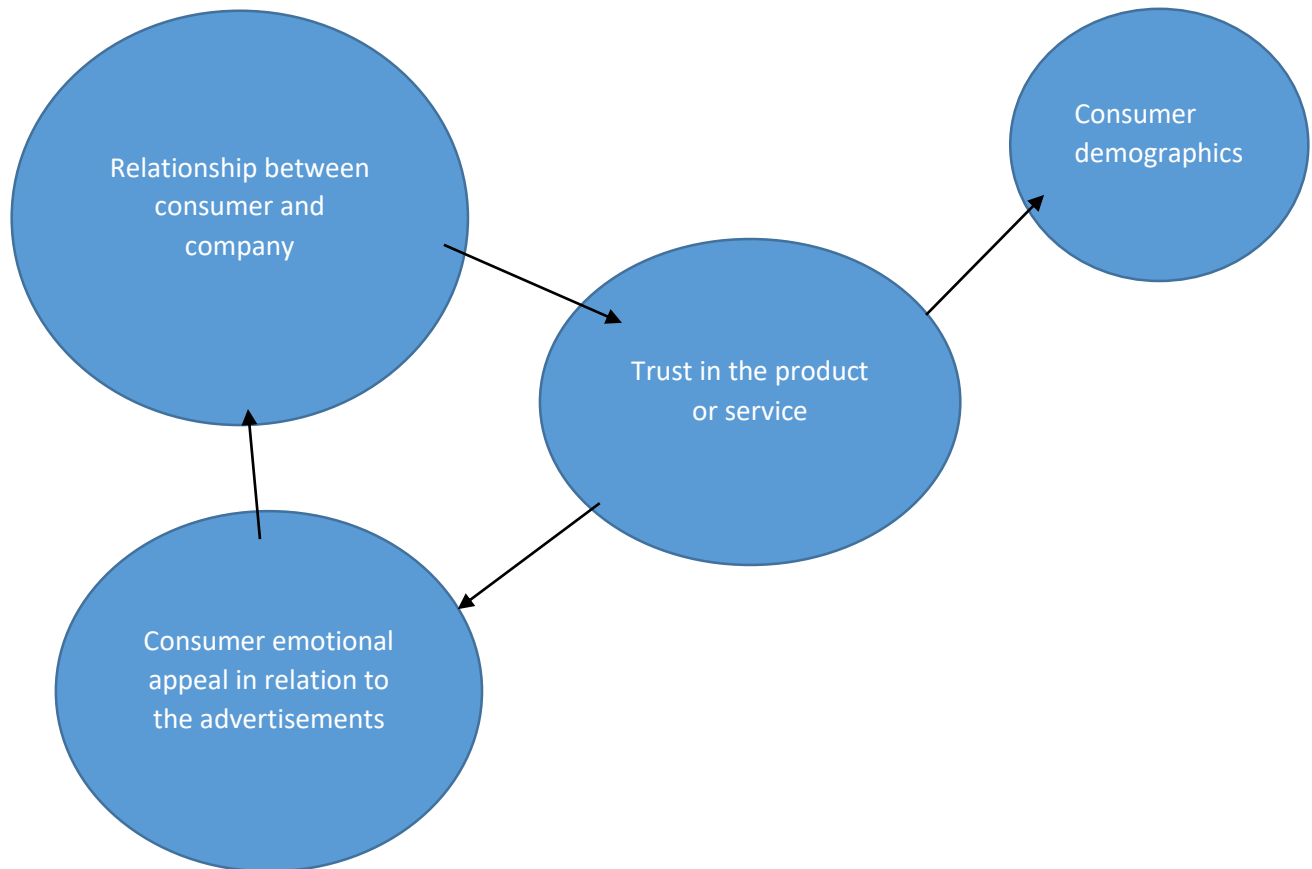 Relationship between
consumer and
company
Consumer
demographics
Trust in the product
or service
Consumer emotional
appeal in relation to
the advertisements